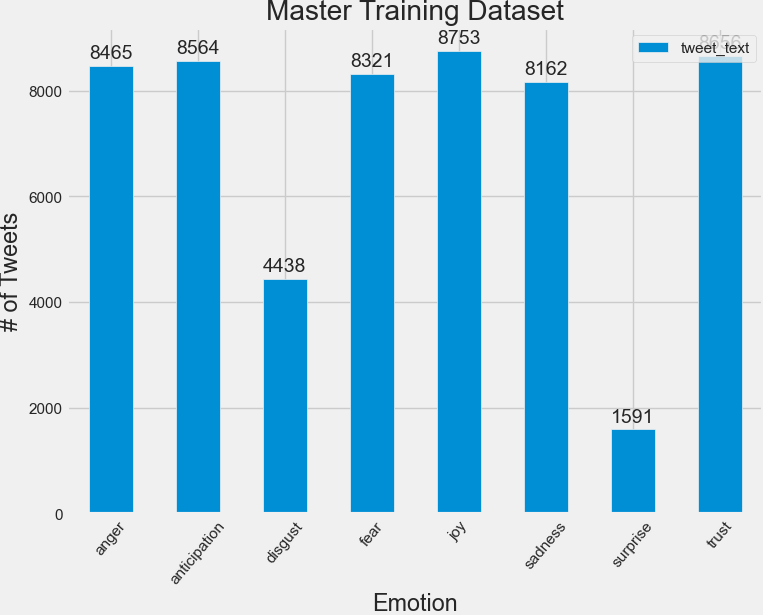 Master Training Dataset
8465
8564
4438
8321
8753
8162
1591
8656
tweet_text
8000
6000
4000
2000
0
# of Tweets
anger
anticipation
disgust
fear
joy
sadness
surprise
trust
Emotion